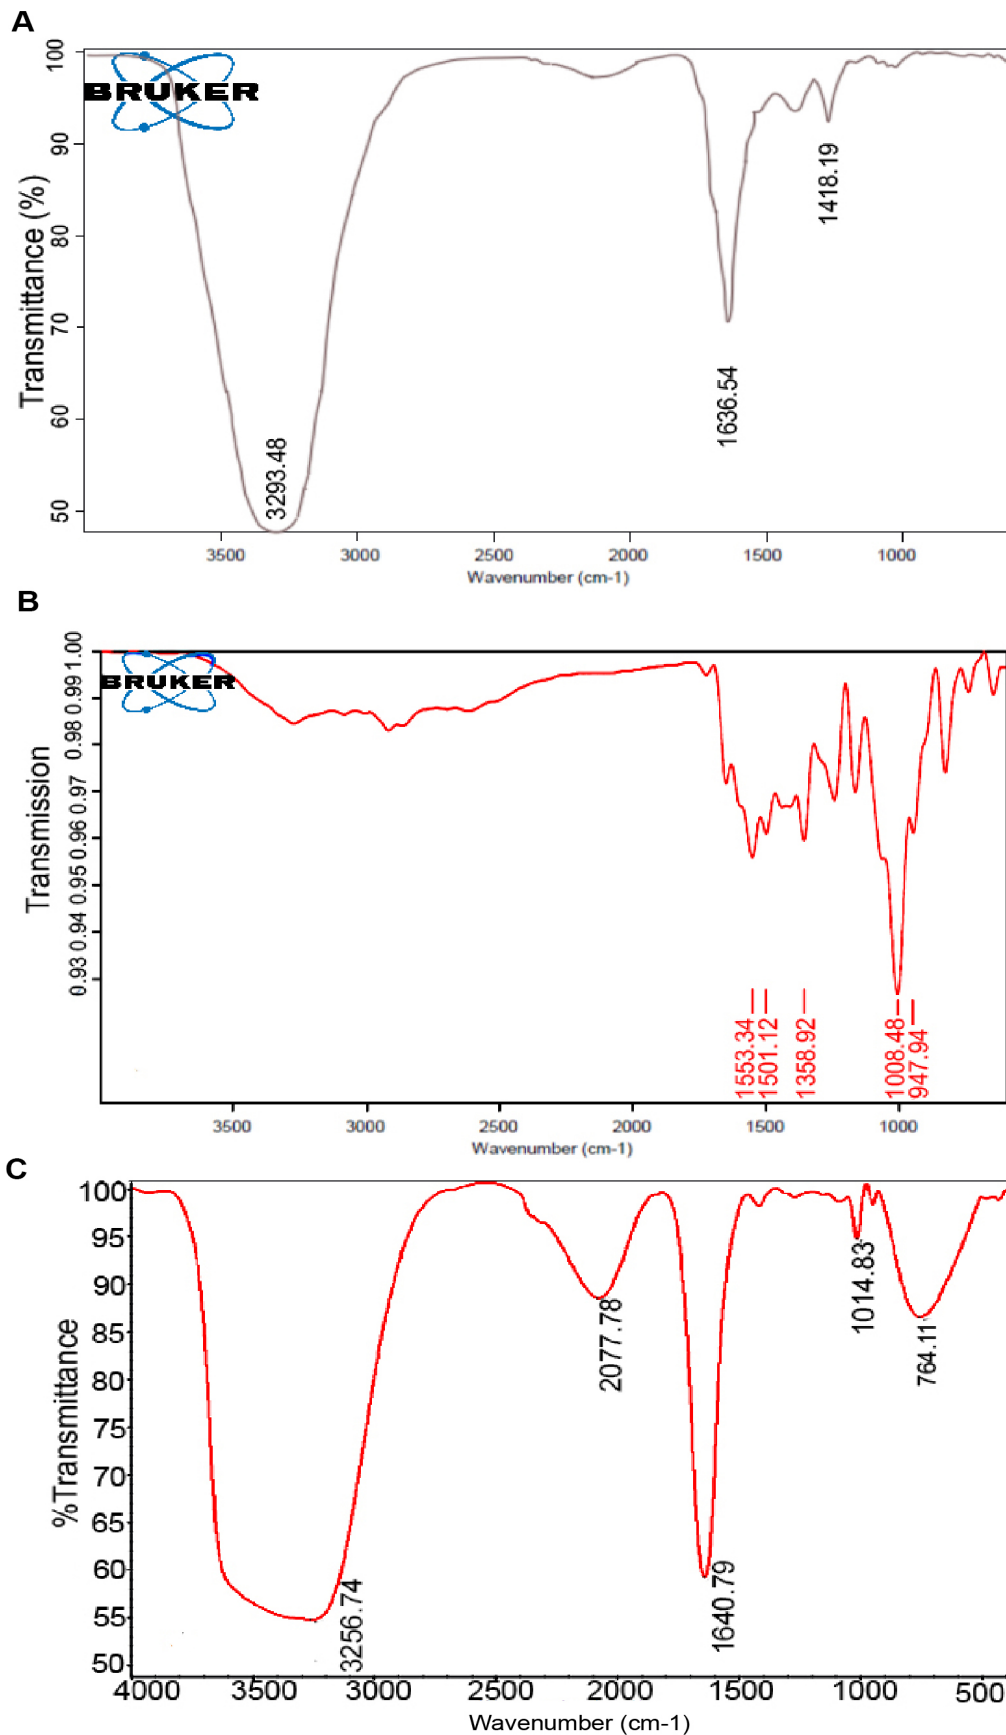 A
BRUKER
Transmittance (%)
100
90
80
70
60
50
3293.48
1636.54
1418.19
3500 3000 2500 2000 1500 1000
Wavenumber (cm-1)
B
BRUKER
Transmission
1.00
0.99
0.98
0.97
0.96
0.95
0.94
0.93
1553.34
1501.12
1358.92
1008.48
947.94
3500 3000 2500 2000 1500 1000
Wavenumber (cm-1)
C
%Transmittance
100
95
90
85
80
75
70
65
60
55
50
3256.74
2077.78
1640.79
1014.83
764.11
4000 3500 3000 2500 2000 1500 1000 500
Wavenumber (cm-1)